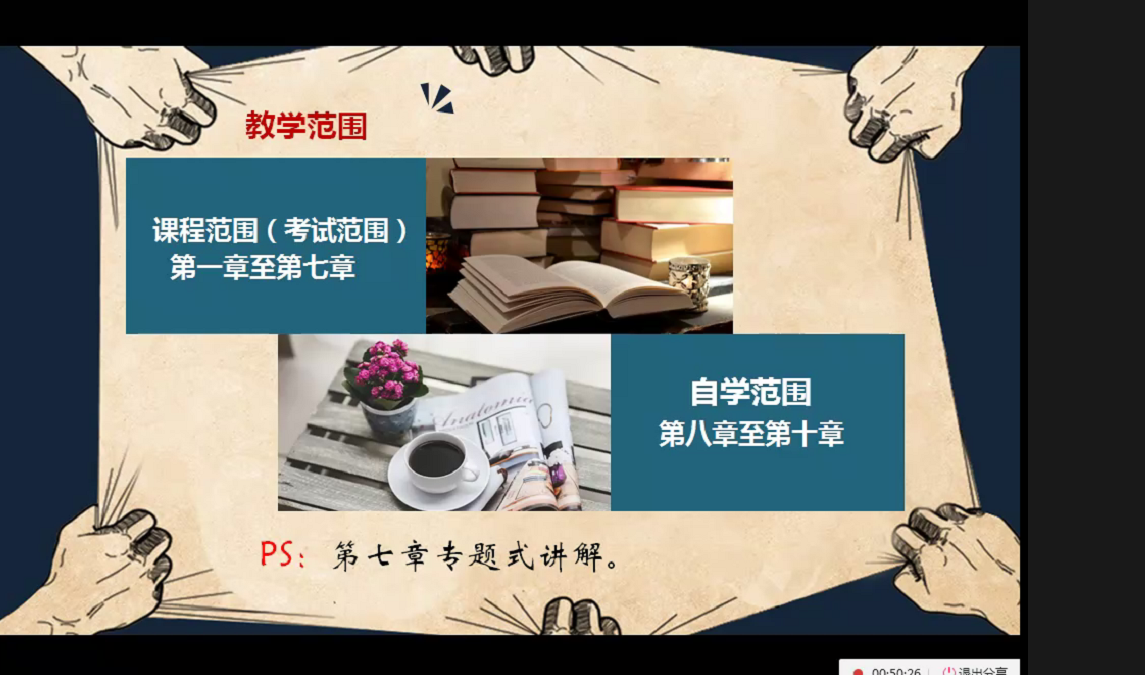 教学范围
课程范围（考试范围）
第一章至第七章
自学范围
第八章至第十章
PS：第七章专题式讲解。
00:50:26
退出分享